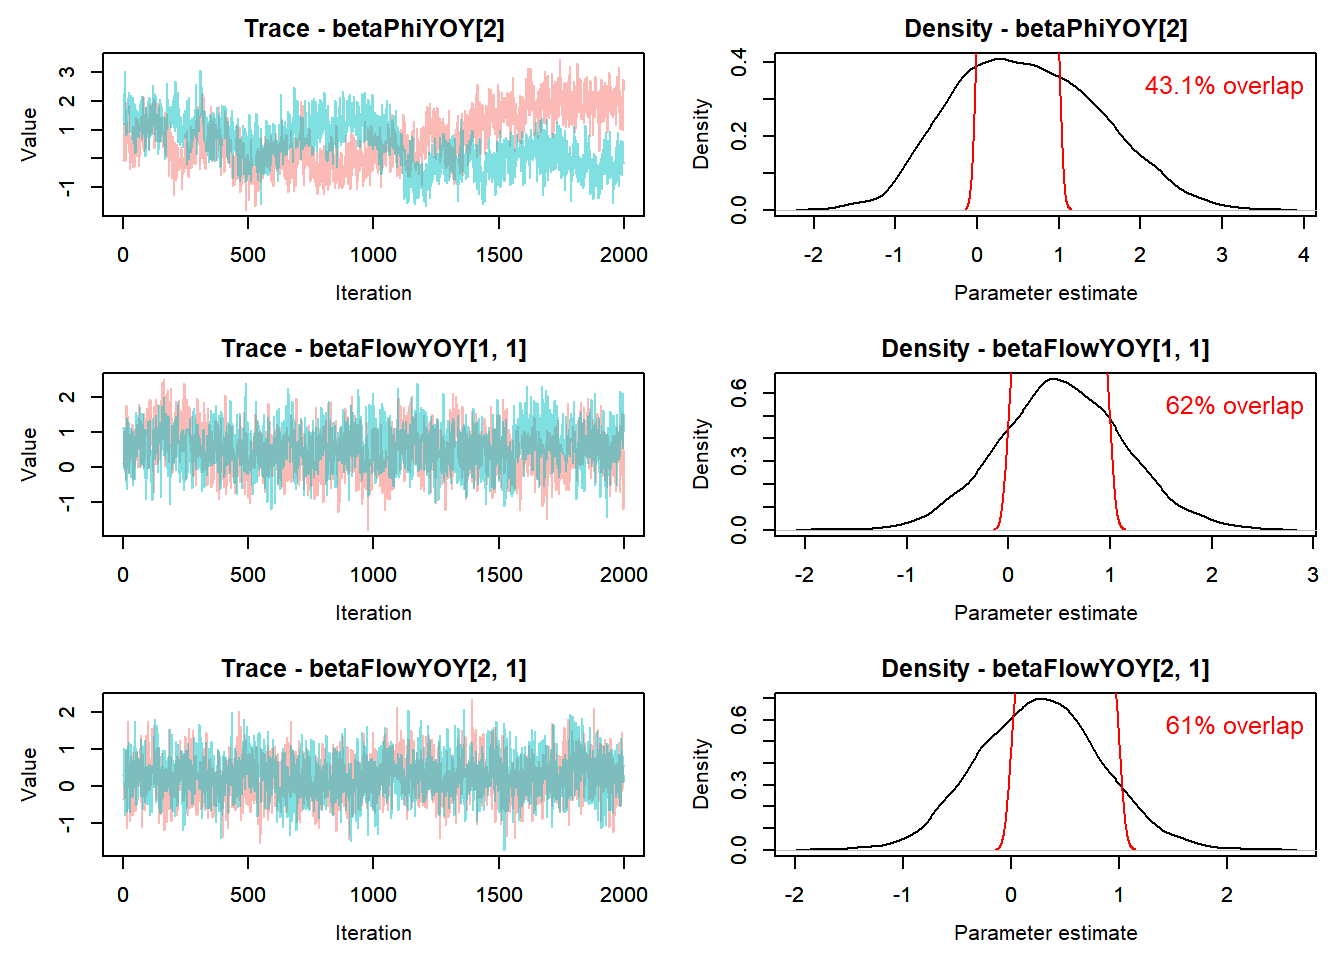 Trace - betaPhiYOY[2]
Value
3
2
1
-1
0 500 1000 1500 2000
Iteration
Density - betaPhiYOY[2]
Density
0.4
0.2
0.0
43.1% overlap
-2 -1 0 1 2 3 4
Parameter estimate
Trace - betaFlowYOY[1, 1]
Value
2
1
0
-1
0 500 1000 1500 2000
Iteration
Density - betaFlowYOY[1, 1]
Density
0.6
0.3
0.0
62% overlap
-2 -1 0 1 2 3
Parameter estimate
Trace - betaFlowYOY[2, 1]
Value
2
1
0
-1
0 500 1000 1500 2000
Iteration
Density - betaFlowYOY[2, 1]
Density
0.6
0.3
0.0
61% overlap
-2 -1 0 1 2
Parameter estimate